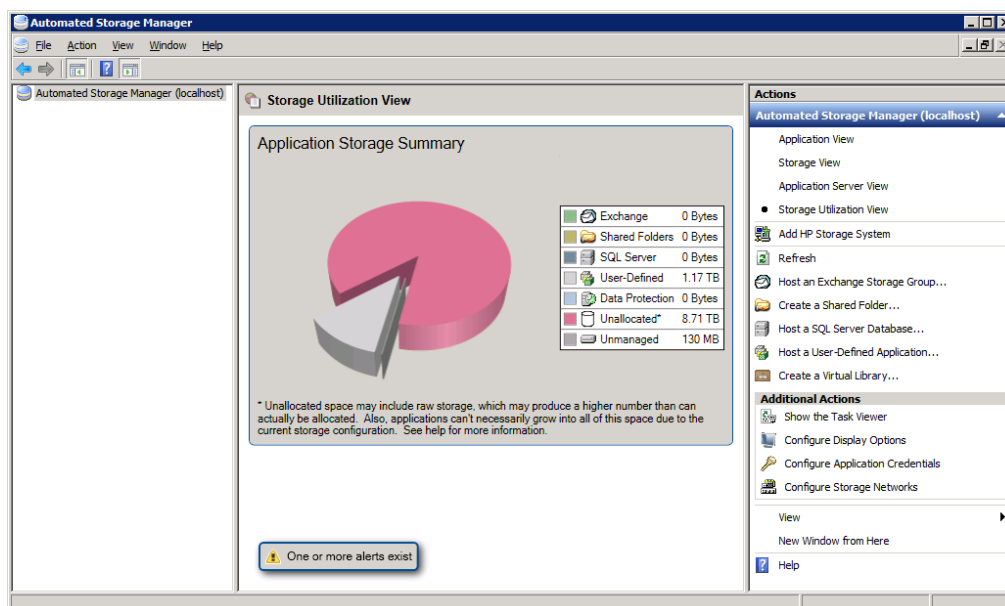 Automated Storage Manager
File Action View Window Help
Automated Storage Manager (localhost)
Storage Utilization View
Application Storage Summary
Exchange 0 Bytes
Shared Folders 0 Bytes
SQL Server 0 Bytes
User-Defined 1.17 TB
Data Protection 0 Bytes
Unallocated* 8.71 TB
Unmanaged 130 MB
* Unallocated space may include raw storage, which may produce a higher number than can
actually be allocated. Also, applications can't necessarily grow into all of this space due to the
current storage configuration. See help for more information.
One or more alerts exist
Actions
Automated Storage Manager (localhost)
Application View
Storage View
Application Server View
• Storage Utilization View
Add HP Storage System
Refresh
Host an Exchange Storage Group...
Create a Shared Folder...
Host a SQL Server Database...
Host a User-Defined Application...
Create a Virtual Library...
Additional Actions
Show the Task Viewer
Configure Display Options
Configure Application Credentials
Configure Storage Networks
View
New Window from Here
? Help